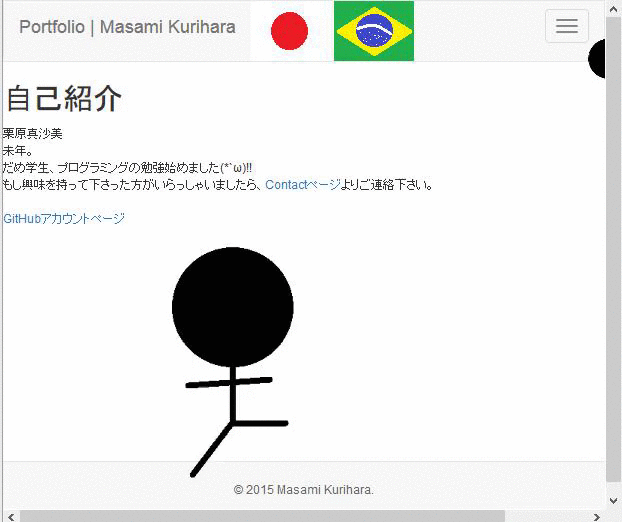 Portfolio | Masami Kurihara
自己紹介
栗原真沙美
未年。
だめ学生、プログラミングの勉強始めました(*`ω)!!
もし興味を持って下さった方がいらっしゃいましたら、Contactページよりご連絡下さい。
GitHubアカウントページ
© 2015 Masami Kurihara.